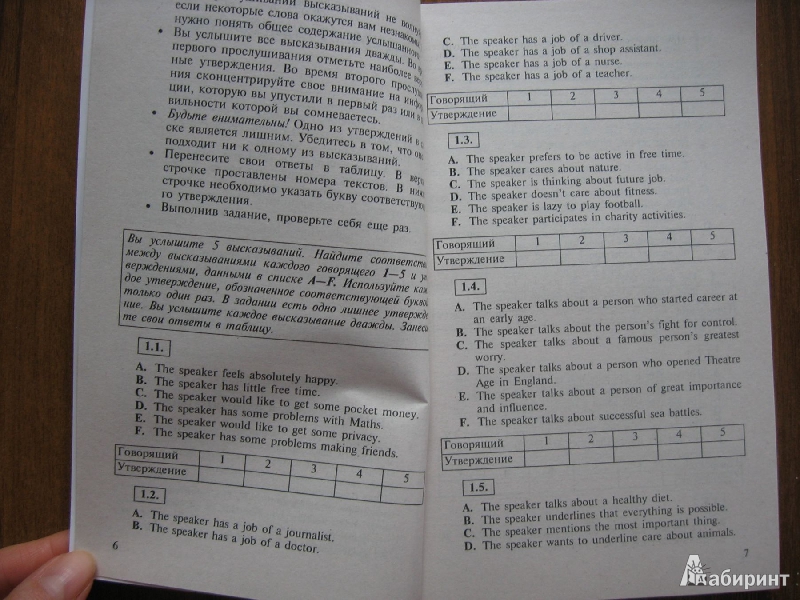 высказываний не
если некоторые слова окажутся вам
нужно понять общее содержание услышанного
• Вы услышите все высказывания дважды. Во
первого прослушивания отметьте наиболее
ные утверждения. Во время второго
ния сконцентрируйте свое внимание на
ции, которую вы упустили в первый раз или в
вильности которой вы сомневаетесь.
• Будьте внимательны! Одно из утверждений в
ске является лишним. Убедитесь в том, что
подходит ни к одному из высказываний.
• Перенесите свои ответы в таблицу. В
строчке проставлены номера текстов. В
строчке необходимо указать букву
го утверждения.
• Выполнив задание, проверьте себя еще раз.
Вы услышите 5 высказываний. Найдите
между высказываниями каждого говорящего 1—5 и
верждениями, данными в списке A—F. Используйте
дое утверждение, обозначенное соответствующей
только один раз. В задании есть одно лишнее
ние. Вы услышите каждое высказывание дважды.
те свои ответы в таблицу.
1.1.
A. The speaker feels absolutely happy.
B. The speaker has little free time.
C. The speaker would like to get some pocket money.
D. The speaker has some problems with Maths.
E. The speaker would like to get some privacy.
F. The speaker has some problems making friends.
Говорящий 1 2 3 4 5
Утверждение
1.2.
A. The speaker has a job of a journalist.
B. The speaker has a job of a doctor.
6
C. The speaker has a job of a driver.
D. The speaker has a job of a shop assistant.
E. The speaker has a job of a nurse.
F. The speaker has a job of a teacher.
Говорящий 1 2 3 4 5
Утверждение
1.3.
A. The speaker prefers to be active in free time.
B. The speaker cares about nature.
C. The speaker is thinking about future job.
D. The speaker doesn't care about fitness.
E. The speaker is lazy to play football.
F. The speaker participates in charity activities.
Говорящий 1 2 3 4 5
Утверждение
1.4.
A. The speaker talks about a person who started career at
an early age.
B. The speaker talks about the person's fight for control.
C. The speaker talks about a famous person's greatest
worry.
D. The speaker talks about a person who opened Theatre
Age in England.
E. The speaker talks about a person of great importance
and influence.
F. The speaker talks about successful sea battles.
Говорящий 1 2 3 4 5
Утверждение
1.5.
A. The speaker talks about a healthy diet.
B. The speaker underlines that everything is possible.
C. The speaker mentions the most important thing.
D. The speaker wants to underline care about animals.
7
Лабиринт